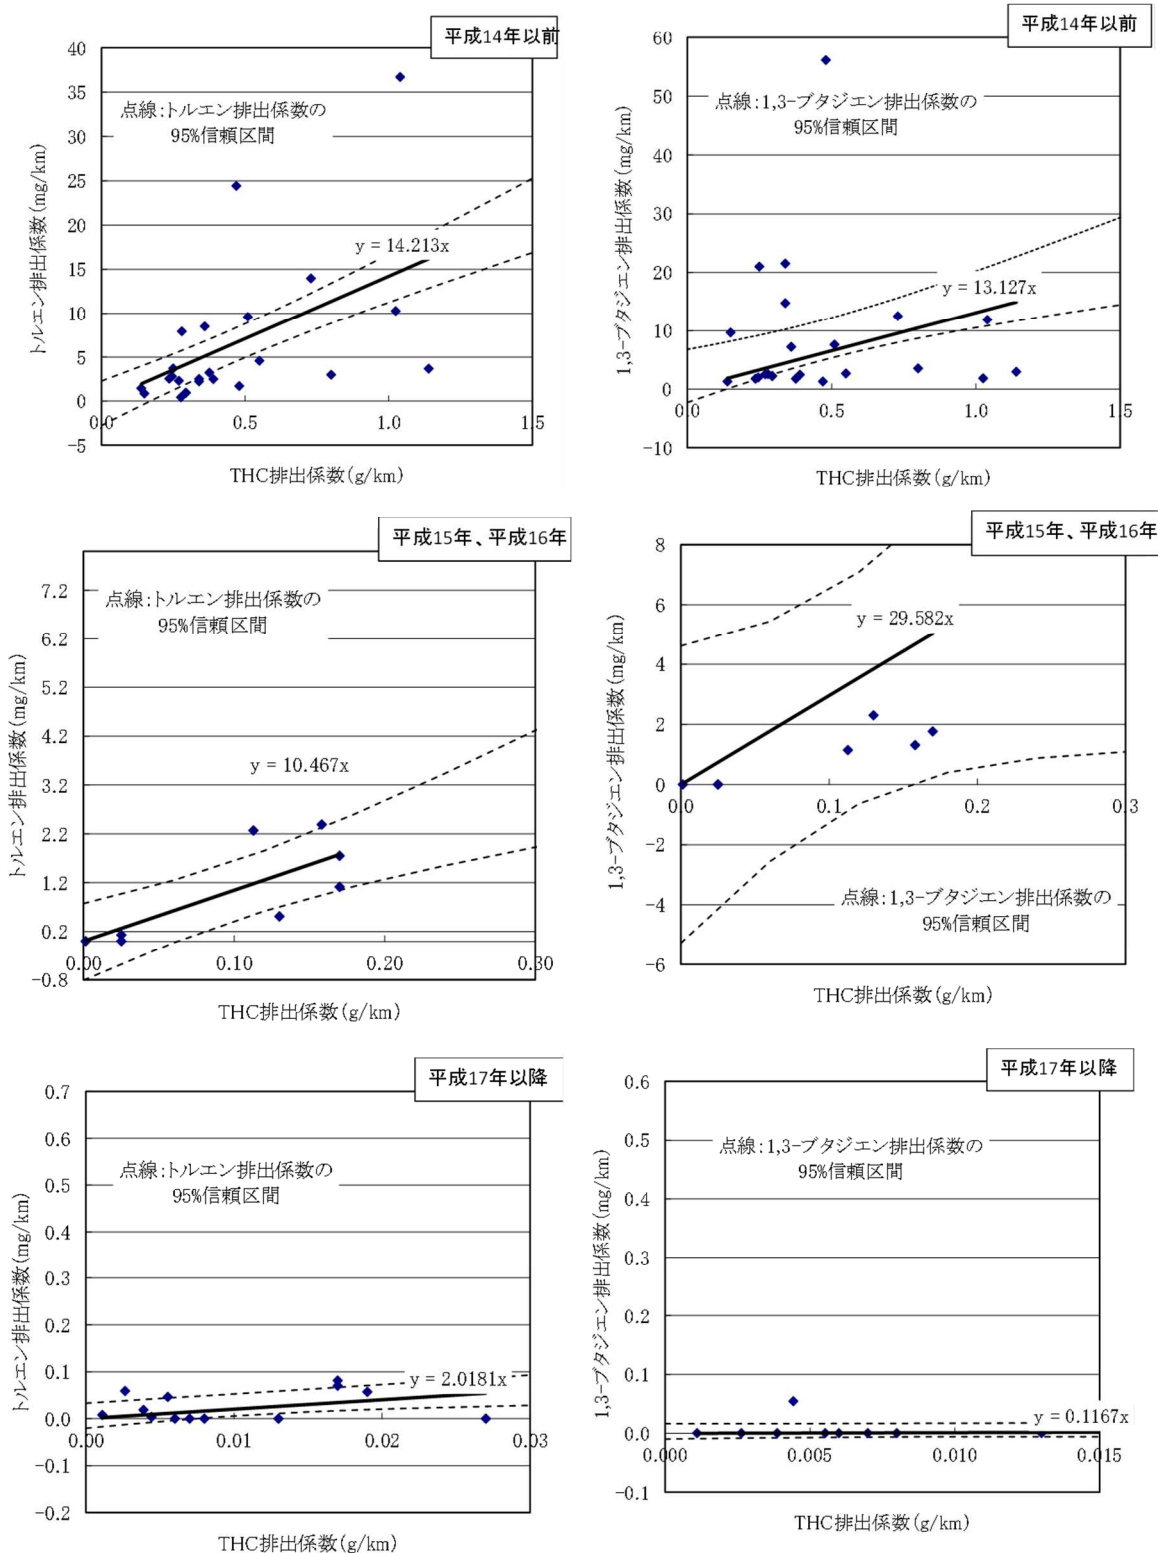 平成14年以前
40
35
30
25
20
15
10
5
0
−5
0.0
0.5
1.0
1.5
点線:トルエン排出係数の
95%信頼区間
y = 14.213x
トルエン排出係数(mg/km)
THC排出係数(g/km)
平成14年以前
60
50
40
30
20
10
0
−10
0.0
0.5
1.0
1.5
点線:1,3−ブタジエン排出係数の
95%信頼区間
y = 13.127x
1,3−ブタジエン排出係数(mg/km)
THC排出係数(g/km)
平成15年、平成16年
7.2
6.2
5.2
4.2
3.2
2.2
1.2
0.2
−0.8
0.00
0.10
0.20
0.30
点線:トルエン排出係数の
95%信頼区間
y = 10.467x
トルエン排出係数(mg/km)
THC排出係数(g/km)
平成15年、平成16年
8
6
4
2
0
−2
−4
−6
0.0
0.1
0.2
0.3
y = 29.582x
点線:1,3−ブタジエン排出係数の
95%信頼区間
1,3−ブタジエン排出係数(mg/km)
THC排出係数(g/km)
平成17年以降
0.7
0.6
0.5
0.4
0.3
0.2
0.1
0.0
−0.1
−0.2
0.00
0.01
0.02
0.03
点線:トルエン排出係数の
95%信頼区間
y = 2.0181x
トルエン排出係数(mg/km)
THC排出係数(g/km)
平成17年以降
0.6
0.5
0.4
0.3
0.2
0.1
0.0
−0.1
0.000
0.005
0.010
0.015
点線:1,3−ブタジエン排出係数の
95%信頼区間
y = 0.1167x
1,3−ブタジエン排出係数(mg/km)
THC排出係数(g/km)